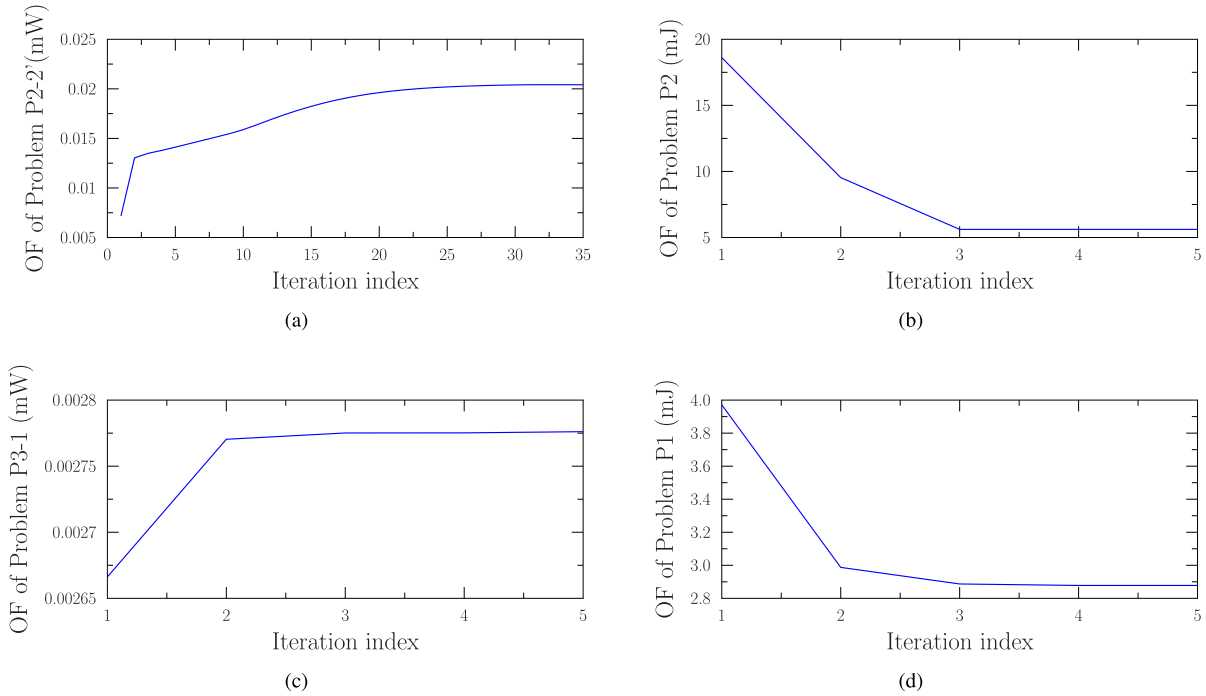 OF of Problem P2-2'(mW)
0.025
0.02
0.015
0.01
0.005
0 5 10 15 20 25 30 35
Iteration index
(a)
OF of Problem P2 (mJ)
20
15
10
5
1 2 3 4 5
Iteration index
(b)
OF of Problem P3-1 (mW)
0.0028
0.00275
0.0027
0.00265
1 2 3 4 5
Iteration index
(c)
OF of Problem P1 (mJ)
4.0
3.8
3.6
3.4
3.2
3.0
2.8
1 2 3 4 5
Iteration index
(d)